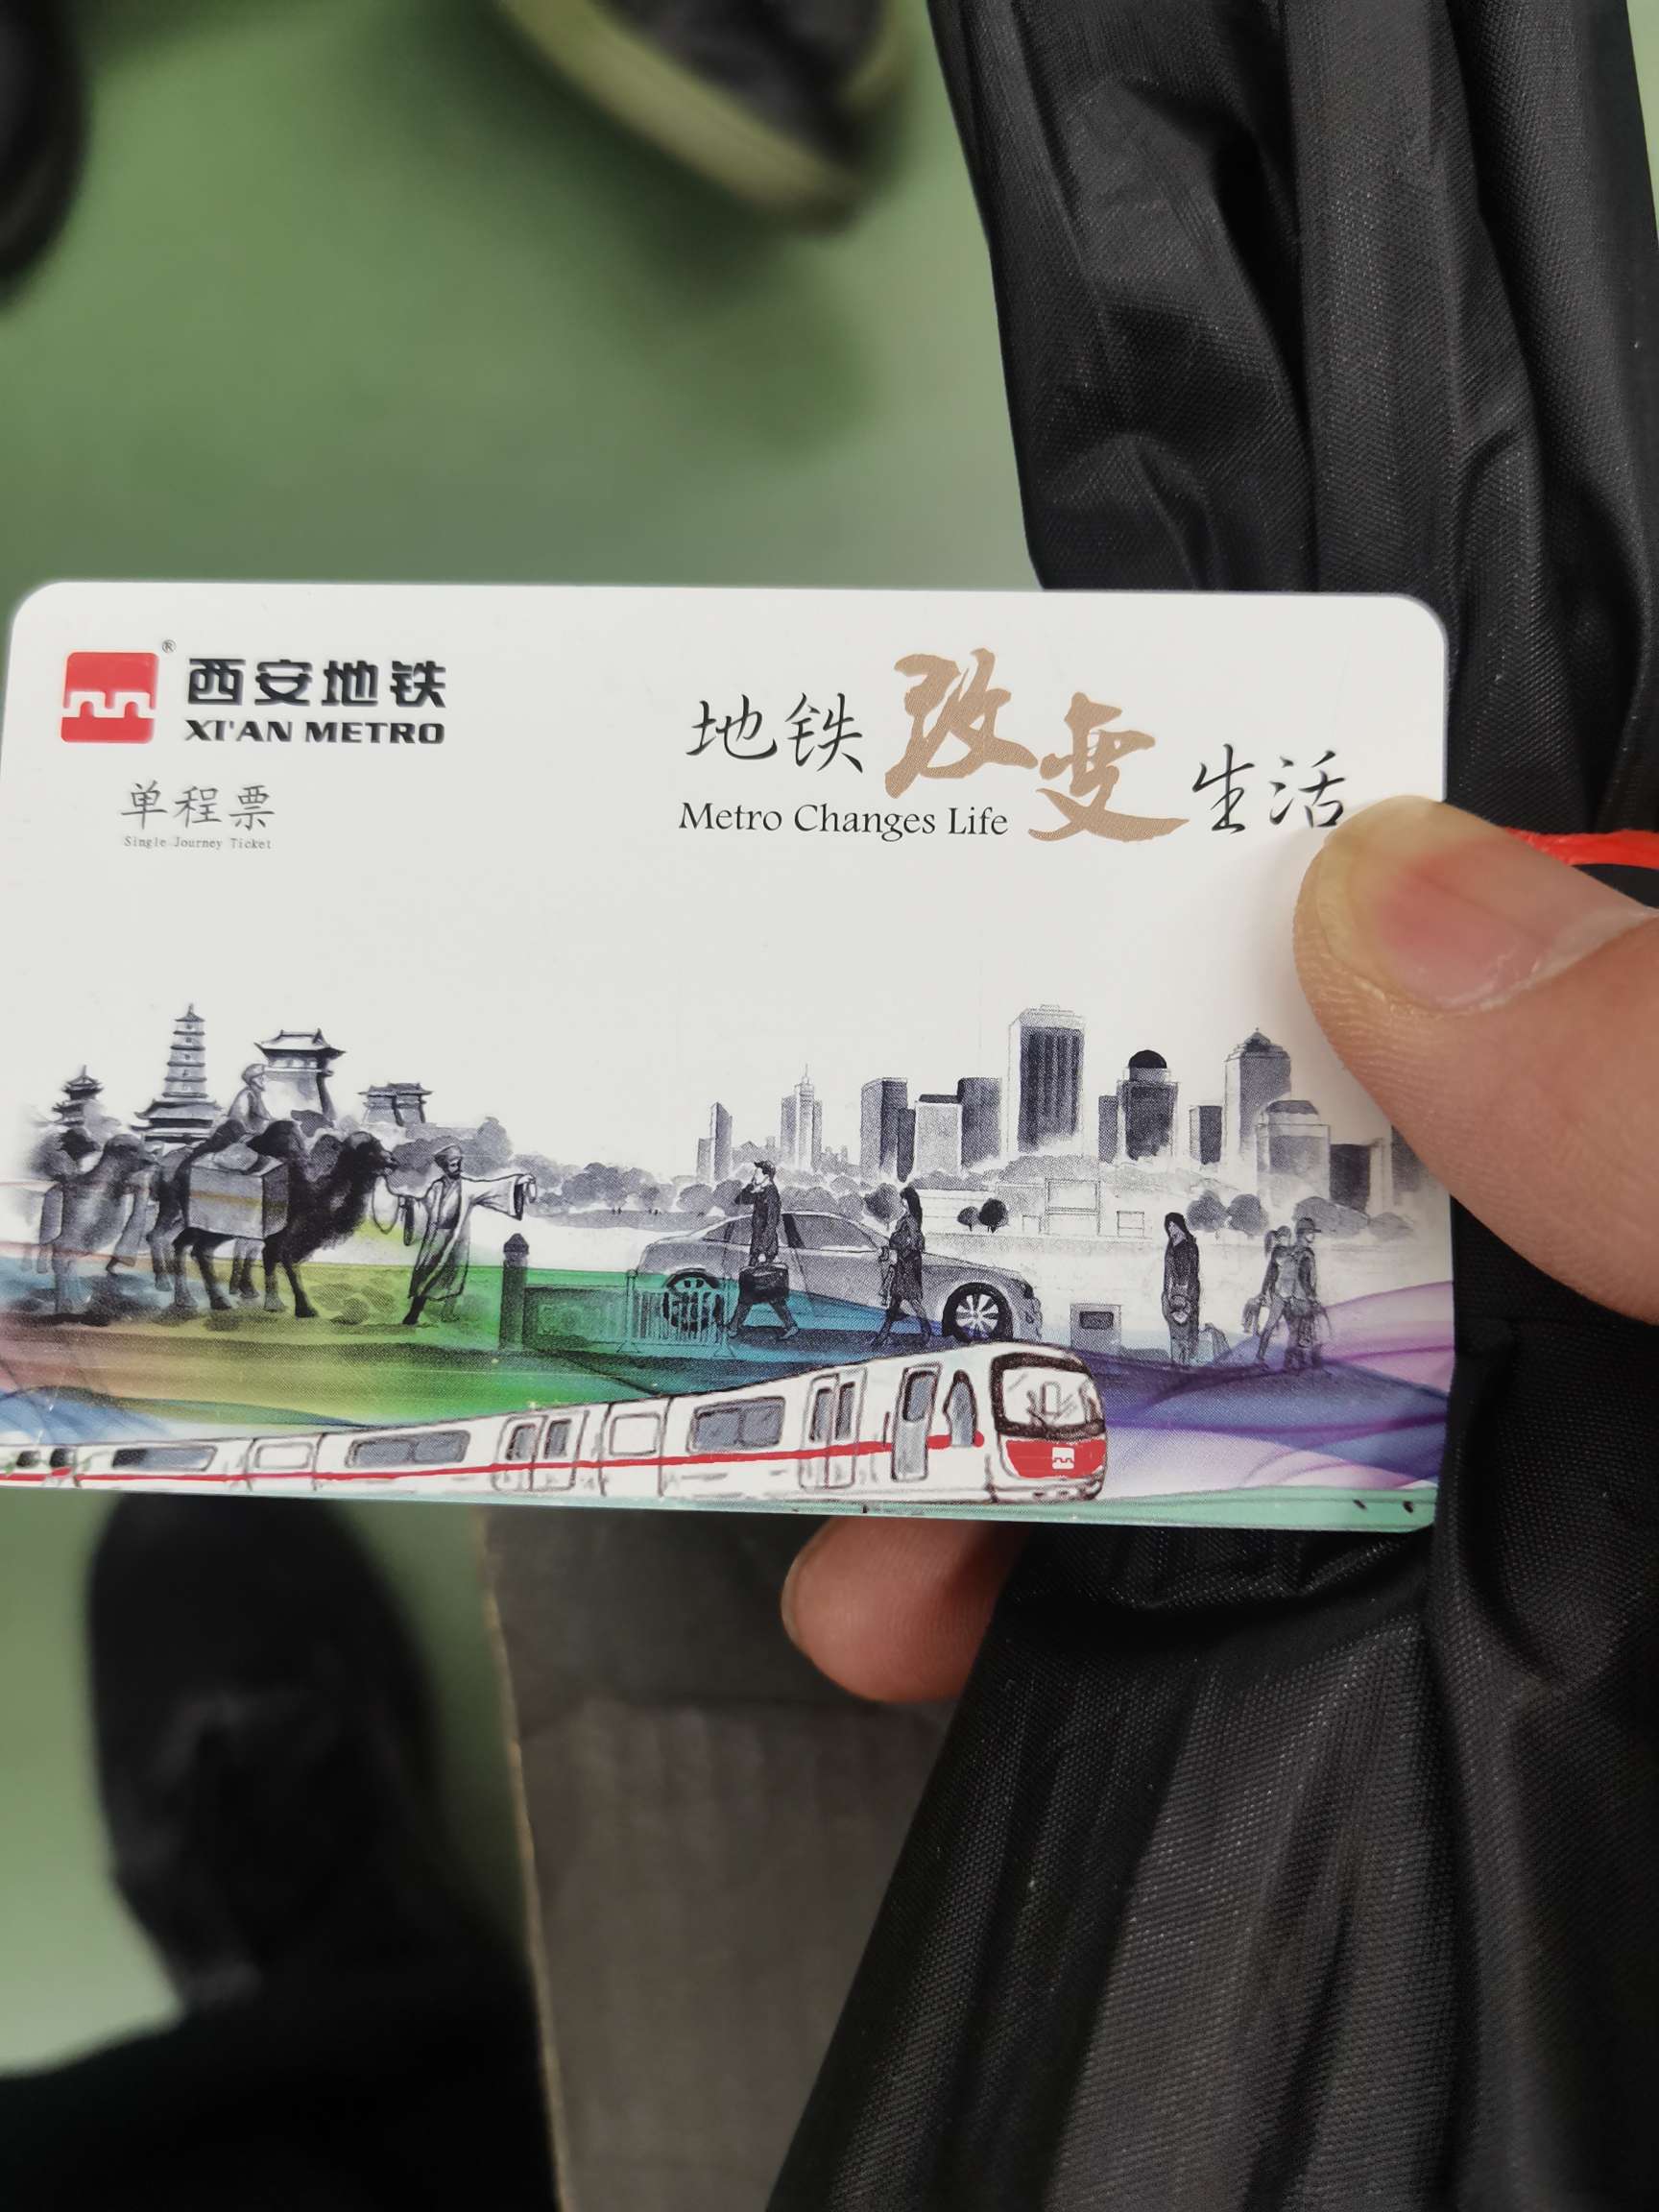 ® 西安地铁
XI'AN METRO
单程票
Single Journey Ticket
地铁改变生活
Metro Changes Life